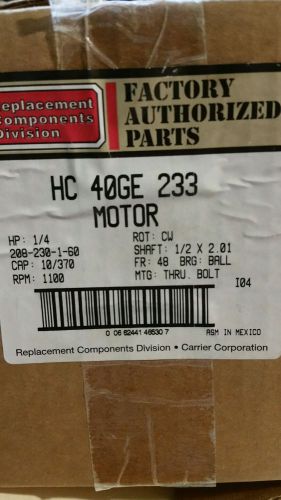 Replacement
Components
Division
FACTORY
AUTHORIZED
PARTS
HC 40GE 233
MOTOR
HP: 1/4
208-230-1-60
CAP: 10/370
RPM: 1100
ROT: CW
SHAFT: 1/2 X 2.01
FR: 48 BRG: BALL
MTG: THRU. BOLT
I04
0 06 62441 46530 7
ASM IN MEXICO
Replacement Components Division • Carrier Corporation